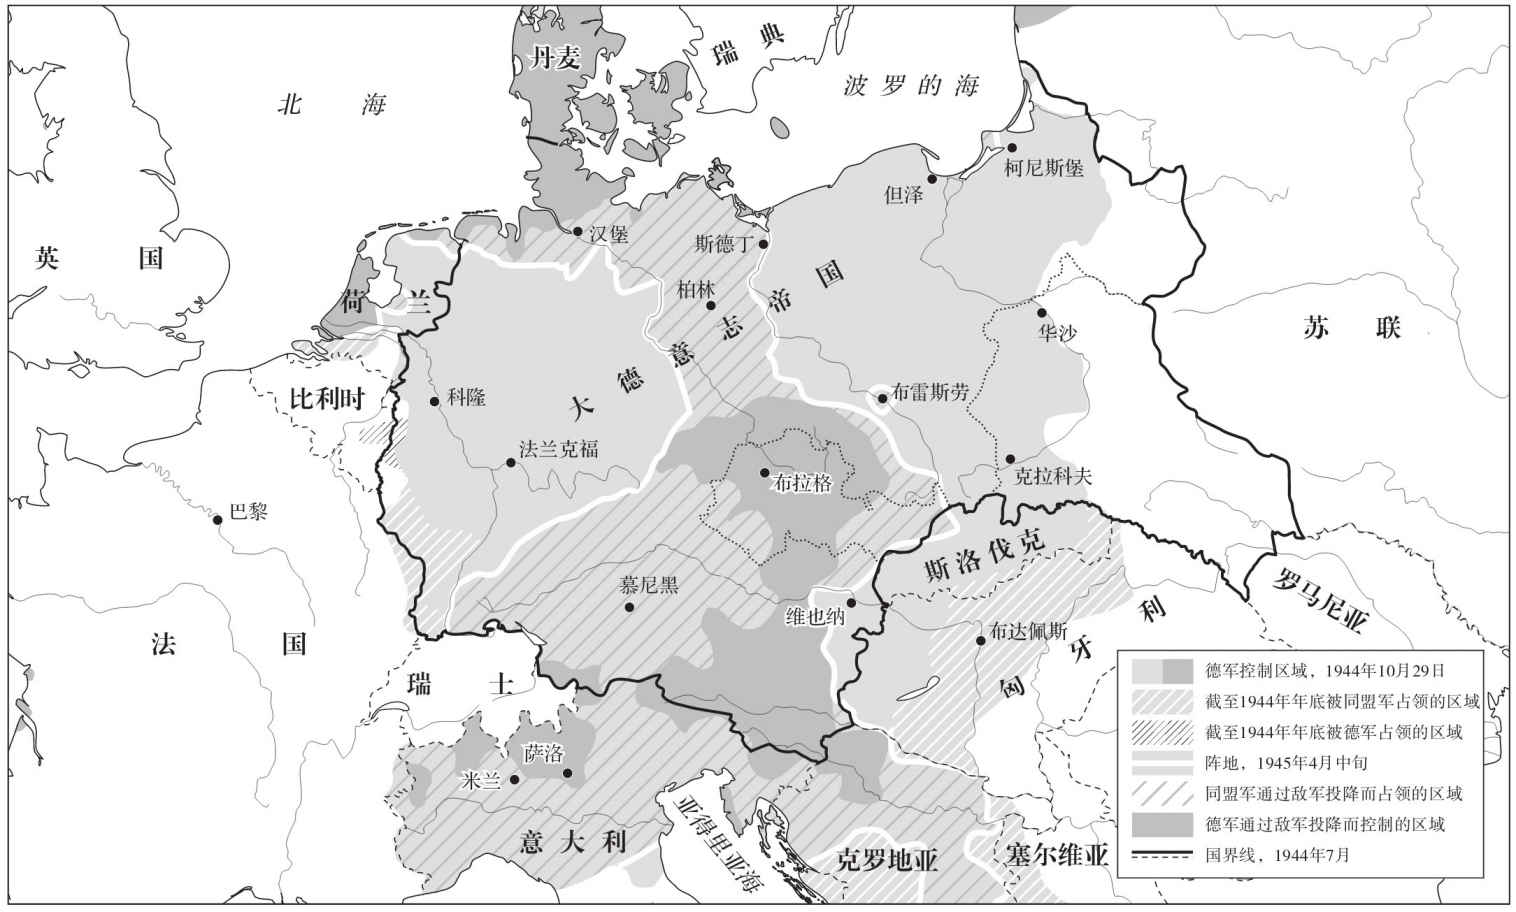 丹麦
瑞典
北海
波罗的海
柯尼斯堡
但泽
汉堡
斯德丁
英国
荷兰
柏林
大德意志帝国
华沙
苏联
比利时
科隆
布雷斯劳
法兰克福
布拉格
克拉科夫
巴黎
斯洛伐克
慕尼黑
维也纳
布达佩斯
罗马尼亚
匈牙利
法国
瑞士
萨洛
米兰
意大利
亚得里亚海
克罗地亚
塞尔维亚
德军控制区域，1944年10月29日
截至1944年年底被同盟军占领的区域
截至1944年年底被德军占领的区域
阵地，1945年4月中旬
同盟军通过敌军投降而占领的区域
德军通过敌军投降而控制的区域
国界线，1944年7月